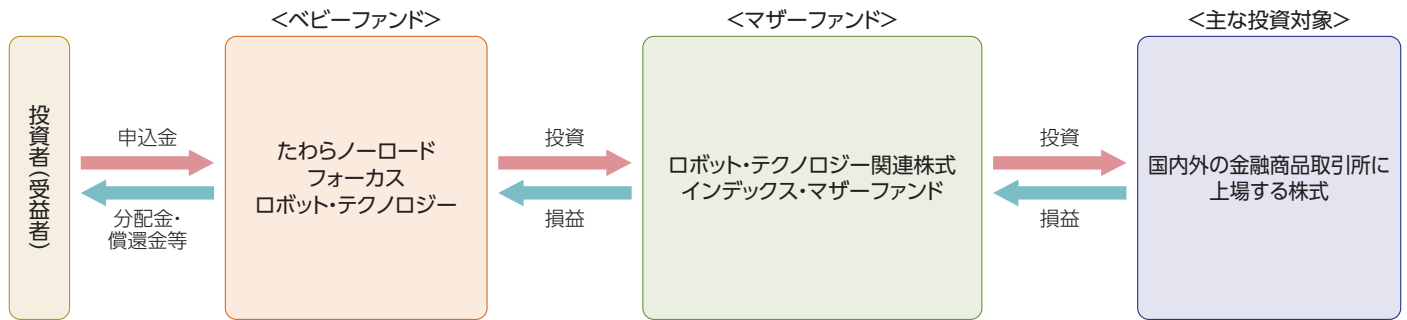 <ベビーファンド>
<マザーファンド>
<主な投資対象>
投資者(受益者)
申込金
分配金・
償還金等
たわらノーロード
フォーカス
ロボット・テクノロジー
投資
損益
ロボット・テクノロジー関連株式
インデックス・マザーファンド
投資
損益
国内外の金融商品取引所に
上場する株式